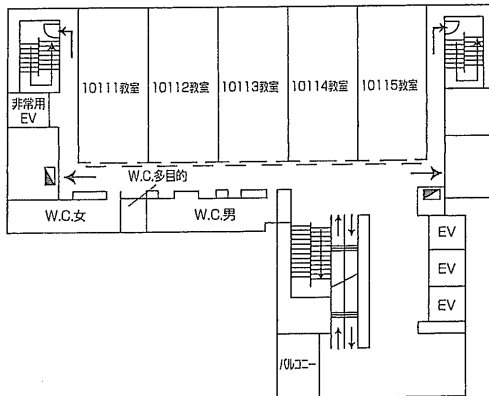 10111教室
10112教室
10113教室
10114教室
10115教室
非常用
EV
W.C.多目的
W.C.女
W.C.男
EV
EV
EV
バルコニー